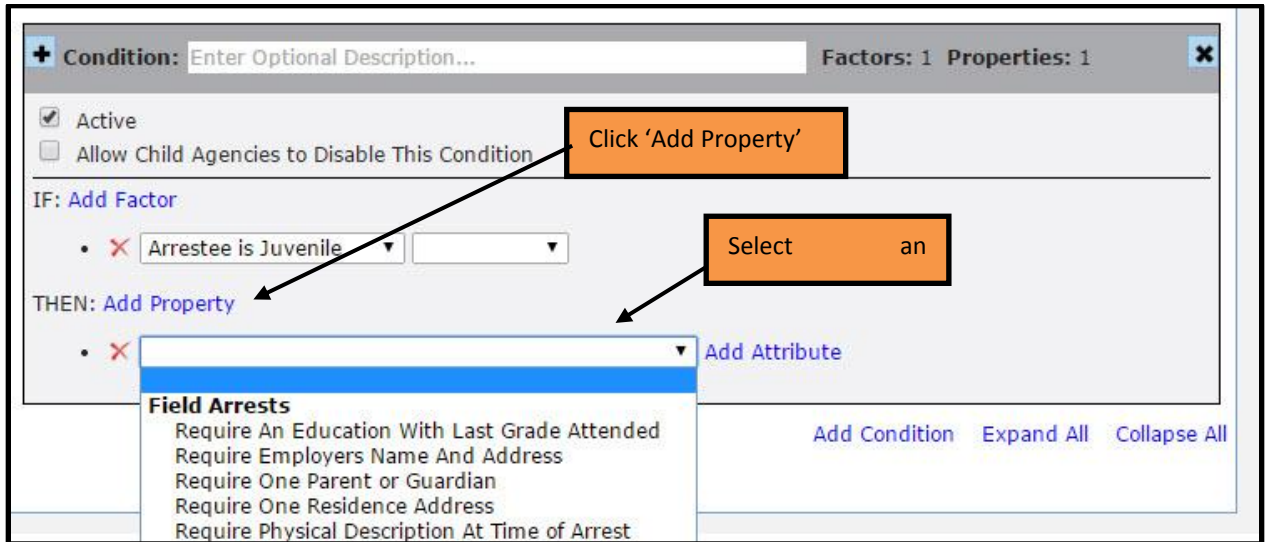 Condition: Enter Optional Description... Factors: 1 Properties: 1
Active
Click ‘Add Property’
Allow Child Agencies to Disable This Condition
IF: Add Factor
Arrestee is Juvenile
Select an
THEN: Add Property
Add Attribute
Field Arrests
Require An Education With Last Grade Attended
Add Condition Expand All Collapse All
Require Employers Name And Address
Require One Parent or Guardian
Require One Residence Address
Require Physical Description At Time of Arrest